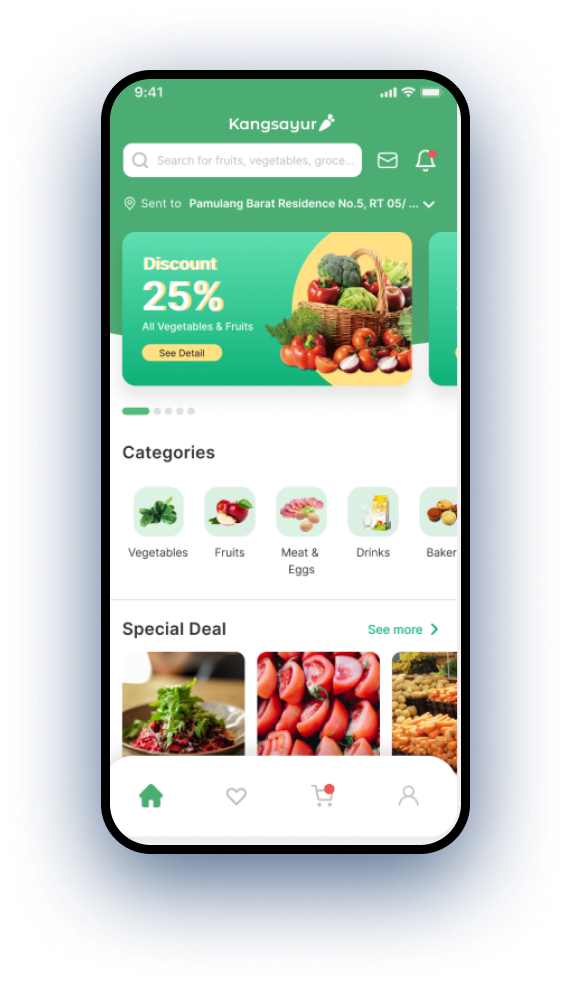 9:41
Kangsayur
Search for fruits, vegetables, groce...
Sent to Pamulang Barat Residence No.5, RT 05/ ...
Discount
25%
All Vegetables & Fruits
See Detail
Categories
Vegetables
Fruits
Meat &
Eggs
Drinks
Baker
Special Deal
See more